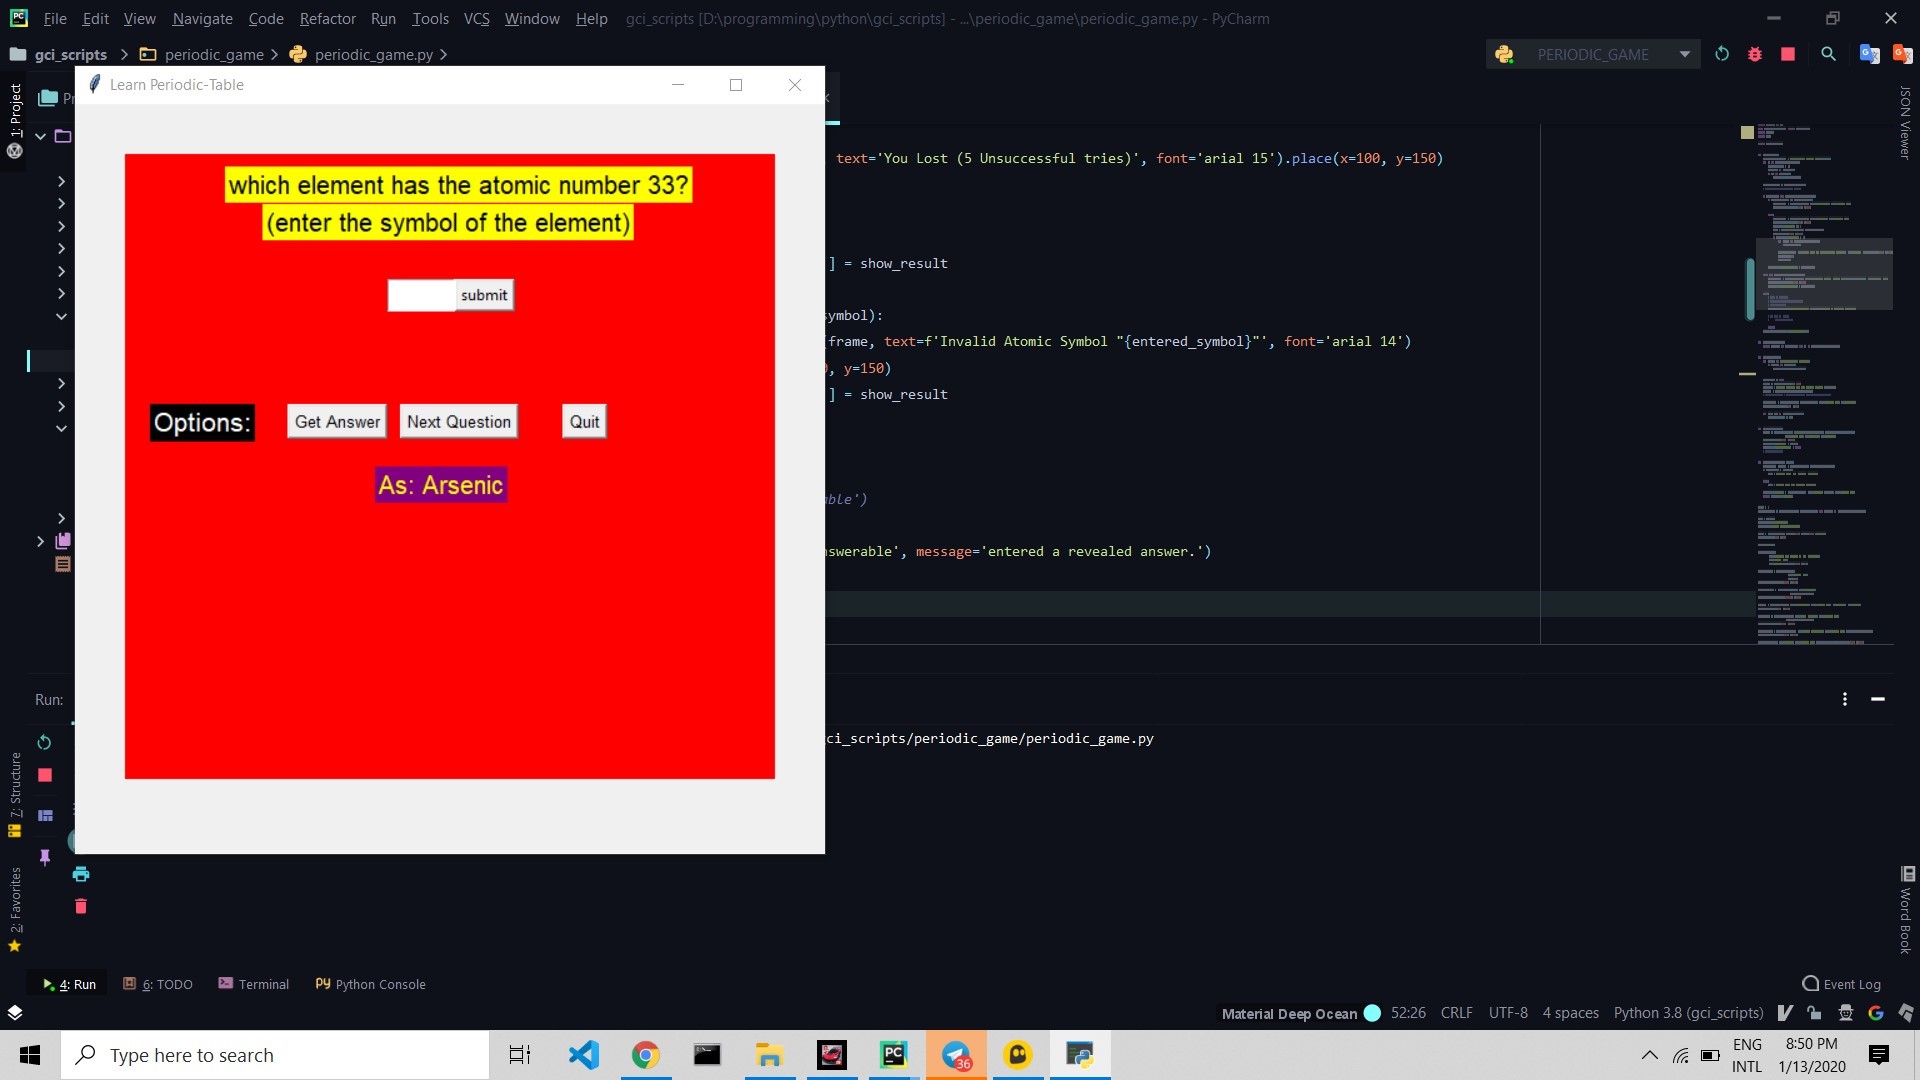 File Edit View Navigate Code Refactor Run Tools VCS Window Help gci_scripts [D:\programming\python\gci_scripts] - ...\periodic_game\periodic_game.py - PyCharm
gci_scripts periodic_game periodic_game.py PERIODIC_GAME
Learn Periodic-Table
1: Project
JSON Viewer
which element has the atomic number 33?
(enter the symbol of the element)
submit
Options: Get Answer Next Question Quit
As: Arsenic
text='You Lost (5 Unsuccessful tries)', font='arial 15').place(x=100, y=150)
] = show_result
symbol):
(frame, text=f'Invalid Atomic Symbol "{entered_symbol}"', font='arial 14')
, y=150)
] = show_result
able')
nswerable', message='entered a revealed answer.')
Run:
gci_scripts/periodic_game/periodic_game.py
7: Structure
2: Favorites
Word Book
4: Run 6: TODO Terminal Python Console Event Log
Material Deep Ocean 52:26 CRLF UTF-8 4 spaces Python 3.8 (gci_scripts)
Type here to search
PC
36
ENG
INTL
8:50 PM
1/13/2020